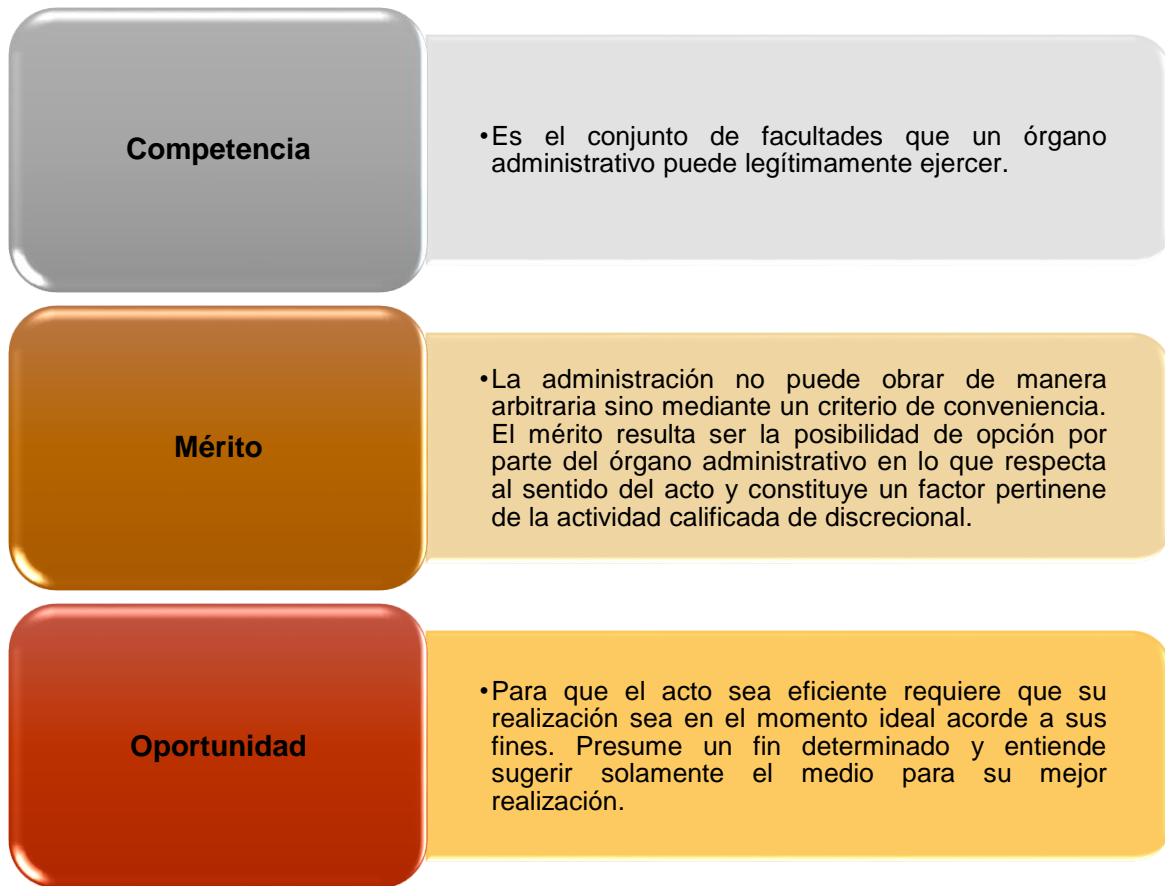 Competencia
•Es el conjunto de facultades que un órgano
administrativo puede legítimamente ejercer.
Mérito
•La administración no puede obrar de manera
arbitraria sino mediante un criterio de conveniencia.
El mérito resulta ser la posibilidad de opción por
parte del órgano administrativo en lo que respecta
al sentido del acto y constituye un factor pertinene
de la actividad calificada de discrecional.
Oportunidad
•Para que el acto sea eficiente requiere que su
realización sea en el momento ideal acorde a sus
fines. Presume un fin determinado y entiende
sugerir solamente el medio para su mejor
realización.